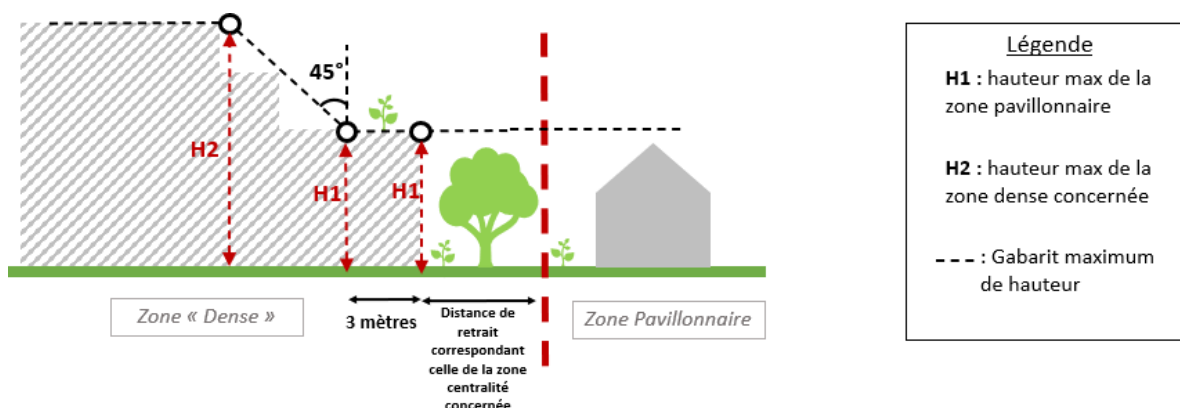 45°
H2
H1
H1
Zone « Dense »
3 mètres
Distance de
retrait
correspondant
celle de la zone
centralité
concernée
Zone Pavillonnaire
Légende
H1 : hauteur max de la
zone pavillonnaire
H2 : hauteur max de la
zone dense concernée
--- : Gabarit maximum
de hauteur